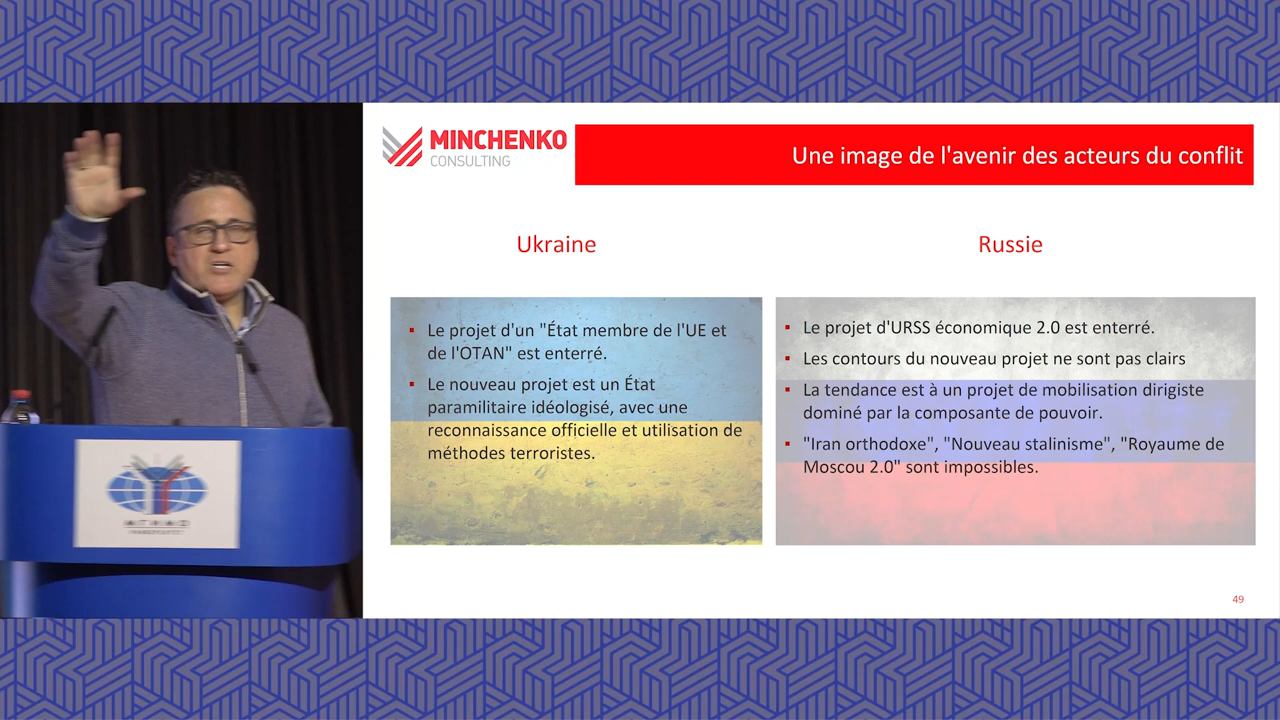 MINCHENKO
CONSULTING
Une image de l'avenir des acteurs du conflit
Ukraine
▪ Le projet d'un "État membre de l'UE et
de l'OTAN" est enterré.
▪ Le nouveau projet est un État
paramilitaire idéologisé, avec une
reconnaissance officielle et utilisation de
méthodes terroristes.
Russie
▪ Le projet d'URSS économique 2.0 est enterré.
▪ Les contours du nouveau projet ne sont pas clairs
▪ La tendance est à un projet de mobilisation dirigiste
dominé par la composante de pouvoir.
▪ "Iran orthodoxe", "Nouveau stalinisme", "Royaume de
Moscou 2.0" sont impossibles.
49